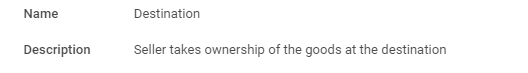 Name Destination
Description Seller takes ownership of the goods at the destination